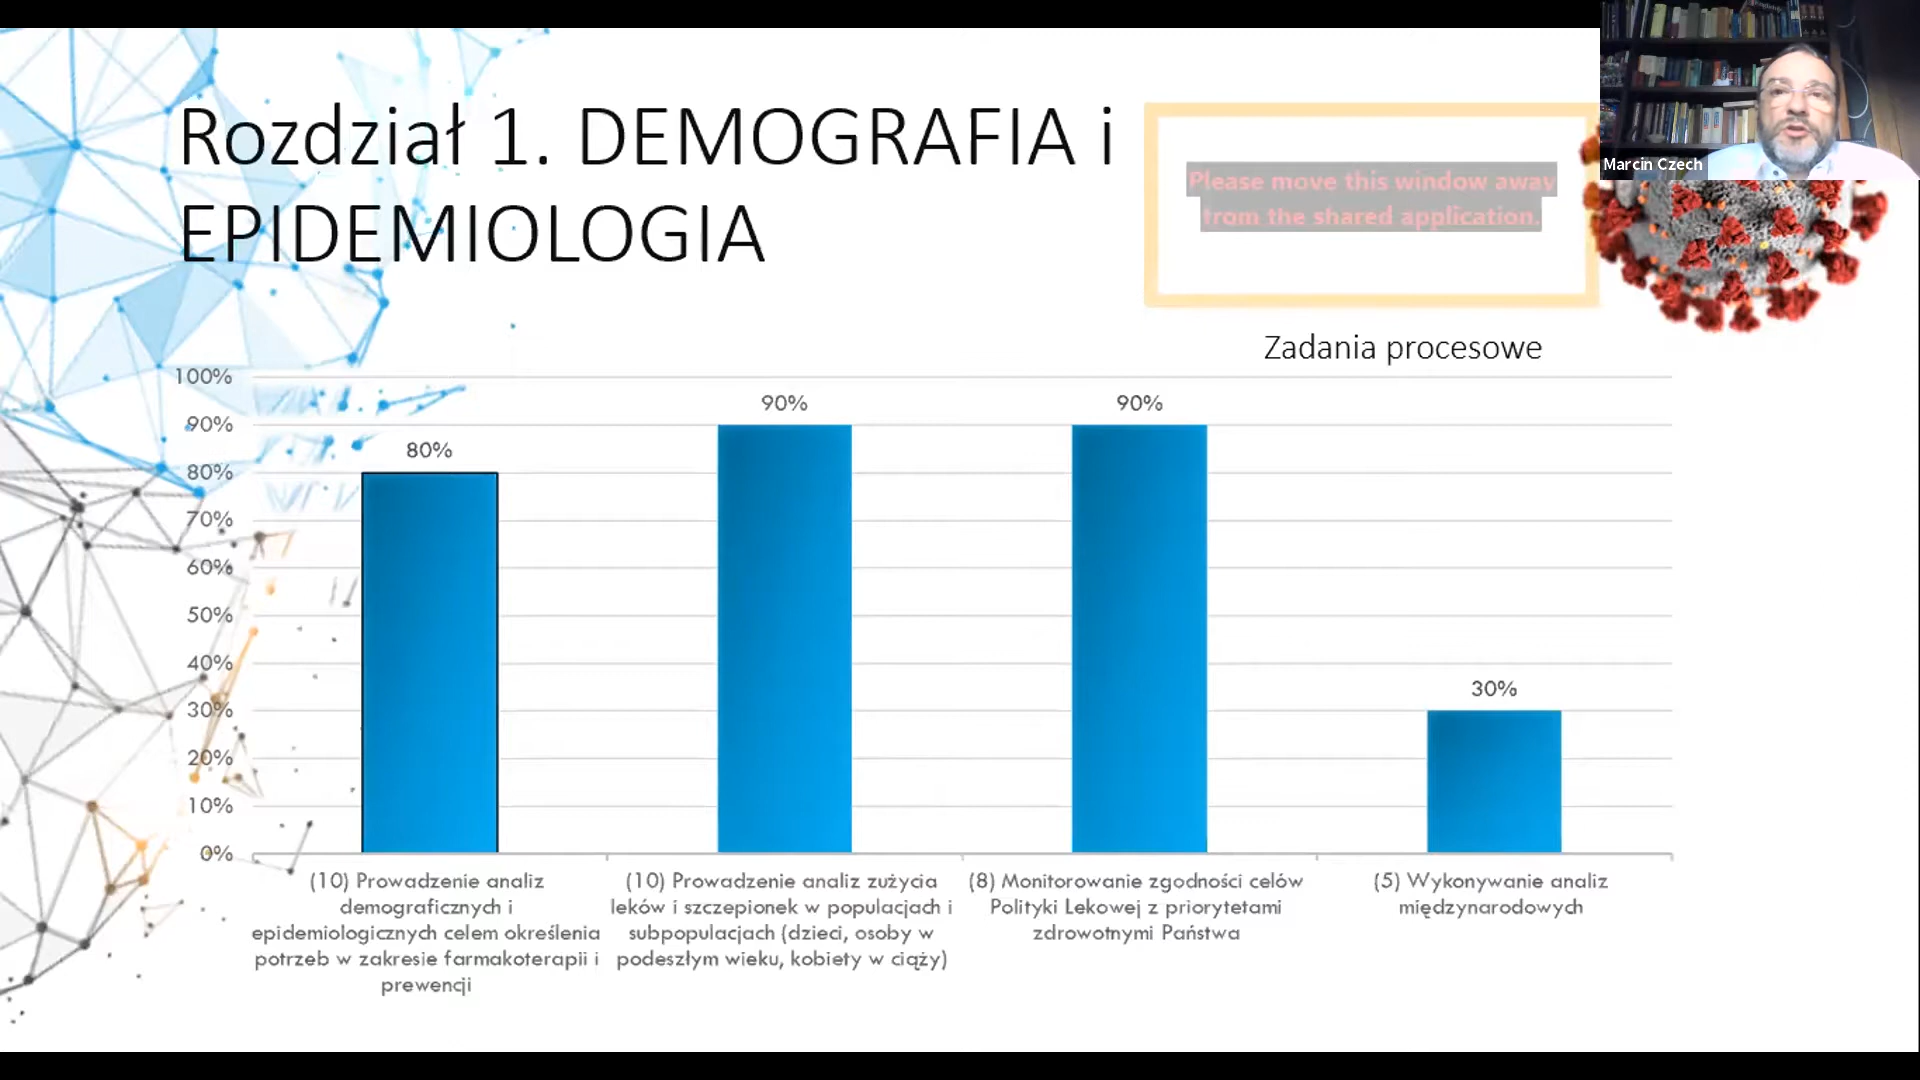 Rozdział 1. DEMOGRAFIA i
EPIDEMIOLOGIA
Please move this window away
from the shared application.
Marcin Czech
Zadania procesowe
100%
90%
80%
70%
60%
50%
40%
30%
20%
10%
0%
80%
90%
90%
30%
(10) Prowadzenie analiz
demograficznych i
epidemiologicznych celem określenia
potrzeb w zakresie farmakoterapii i
prewencji
(10) Prowadzenie analiz zużycia
leków i szczepionek w populacjach i
subpopulacjach (dzieci, osoby w
podeszłym wieku, kobiety w ciąży)
(8) Monitorowanie zgodności celów
Polityki Lekowej z priorytetami
zdrowotnymi Państwa
(5) Wykonywanie analiz
międzynarodowych